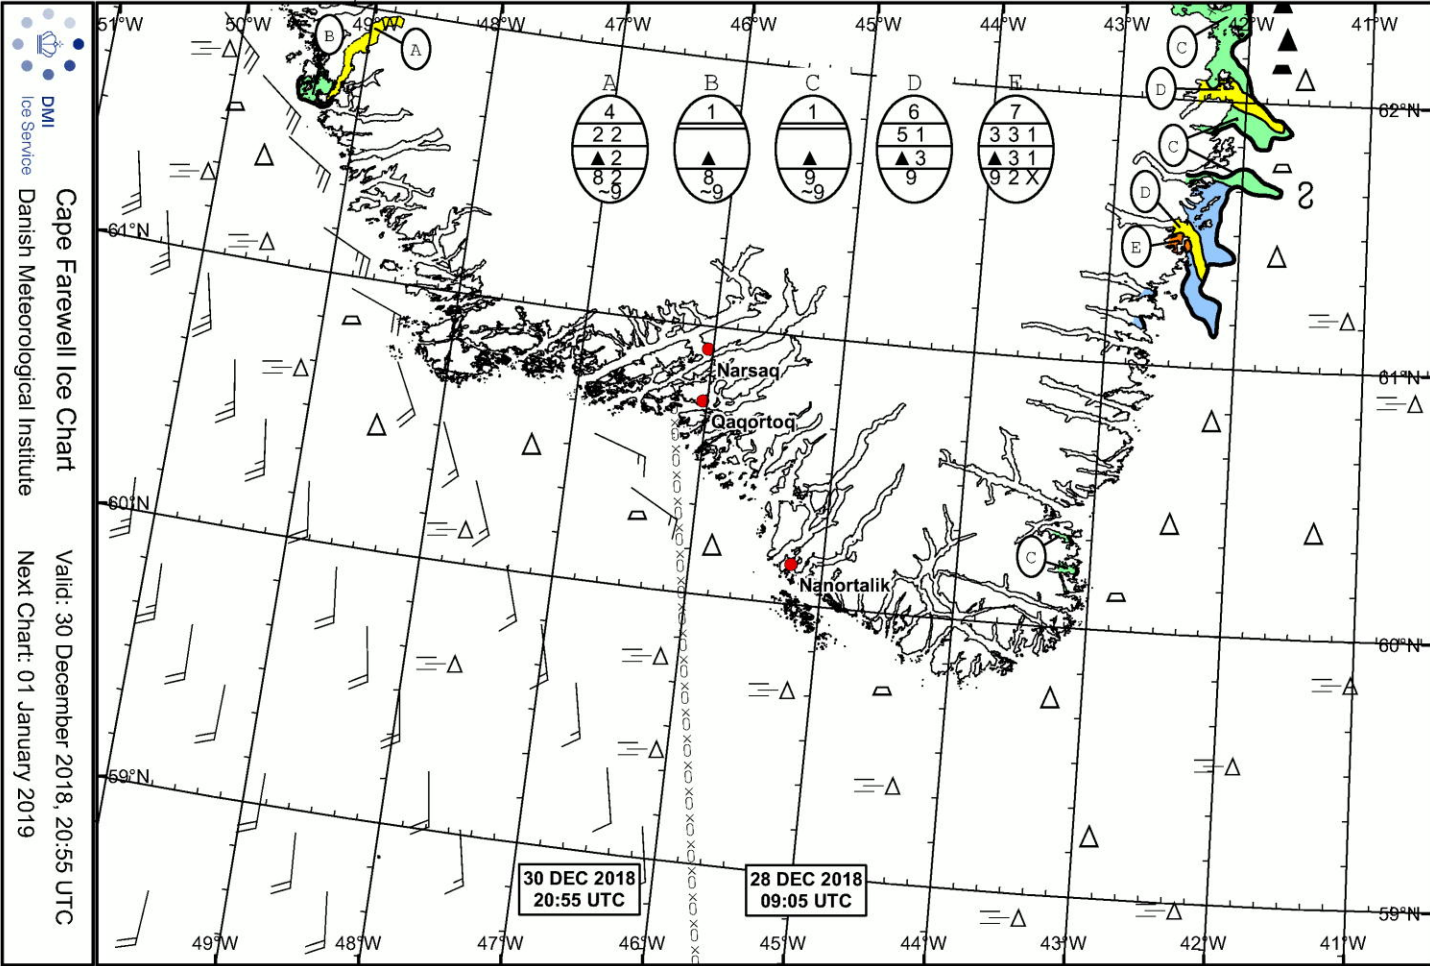 DMI
Ice Service
Cape Farewell Ice Chart
Danish Meteorological Institute
Valid: 30 December 2018, 20:55 UTC
Next Chart: 01 January 2019
51°W
50°W
49°W
48°W
47°W
46°W
45°W
44°W
43°W
42°W
41°W
B
A
C
D
C
D
E
C
62°N
A
4
2 2
▲ 2
8 2
~9
B
1
▲
8
~9
C
1
▲
9
~9
D
6
5 1
▲ 3
9
E
7
3 3 1
▲ 3 1
9 2 X
61°N
61°N
Narsaq
Qaqortoq
Nanortalik
60°N
60°N
59°N
59°N
30 DEC 2018
20:55 UTC
28 DEC 2018
09:05 UTC
49°W
48°W
47°W
46°W
45°W
44°W
43°W
42°W
41°W